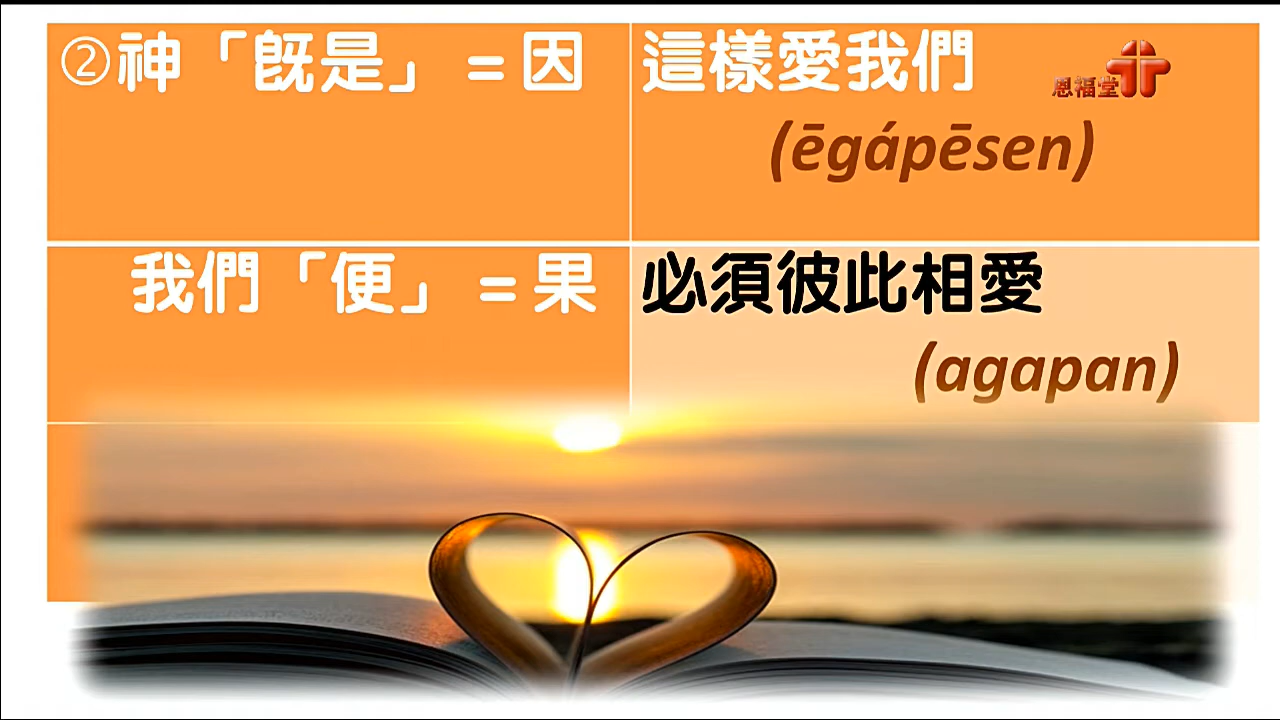 ②神「既是」= 因
這樣愛我們
恩福堂
(ēgápēsen)
我們「便」= 果
必須彼此相愛
(agapan)